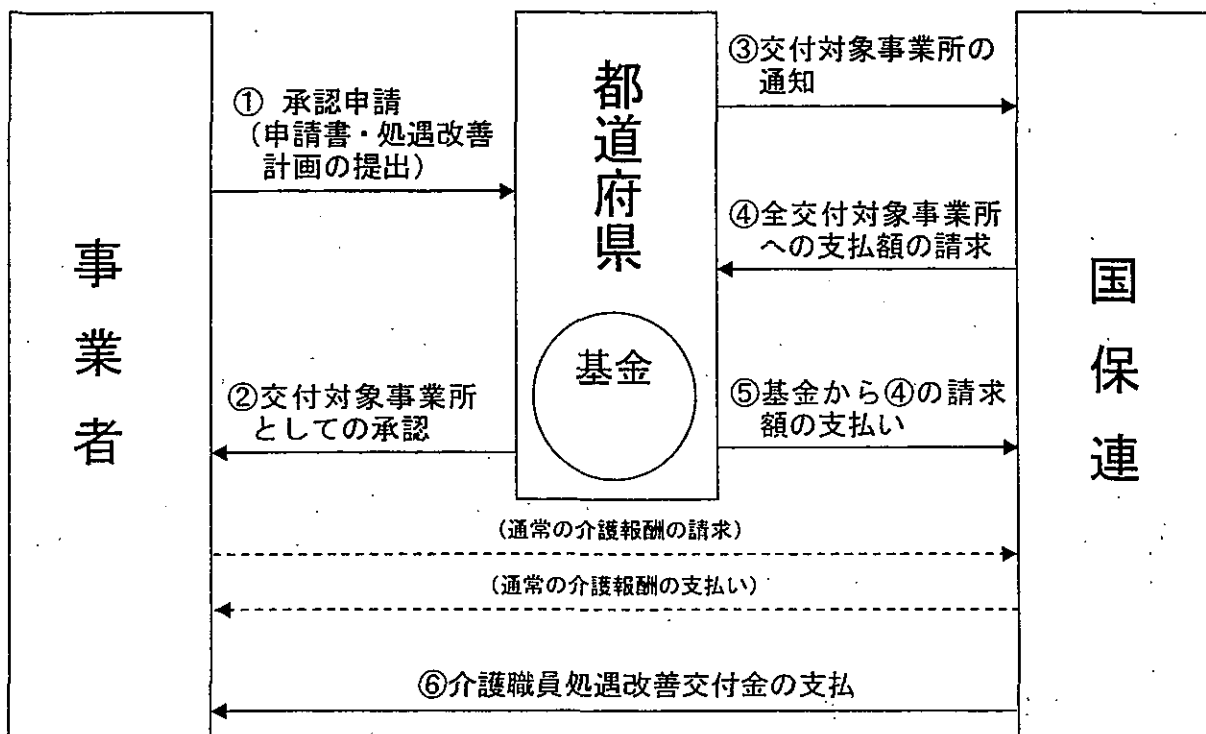 事業者
① 承認申請
(申請書・処遇改善
計画の提出)
②交付対象事業所
としての承認
都道府県
基金
③交付対象事業所の
通知
④全交付対象事業所
への支払額の請求
⑤基金から④の請求
額の支払い
国保連
(通常の介護報酬の請求)
(通常の介護報酬の支払い)
⑥介護職員処遇改善交付金の支払